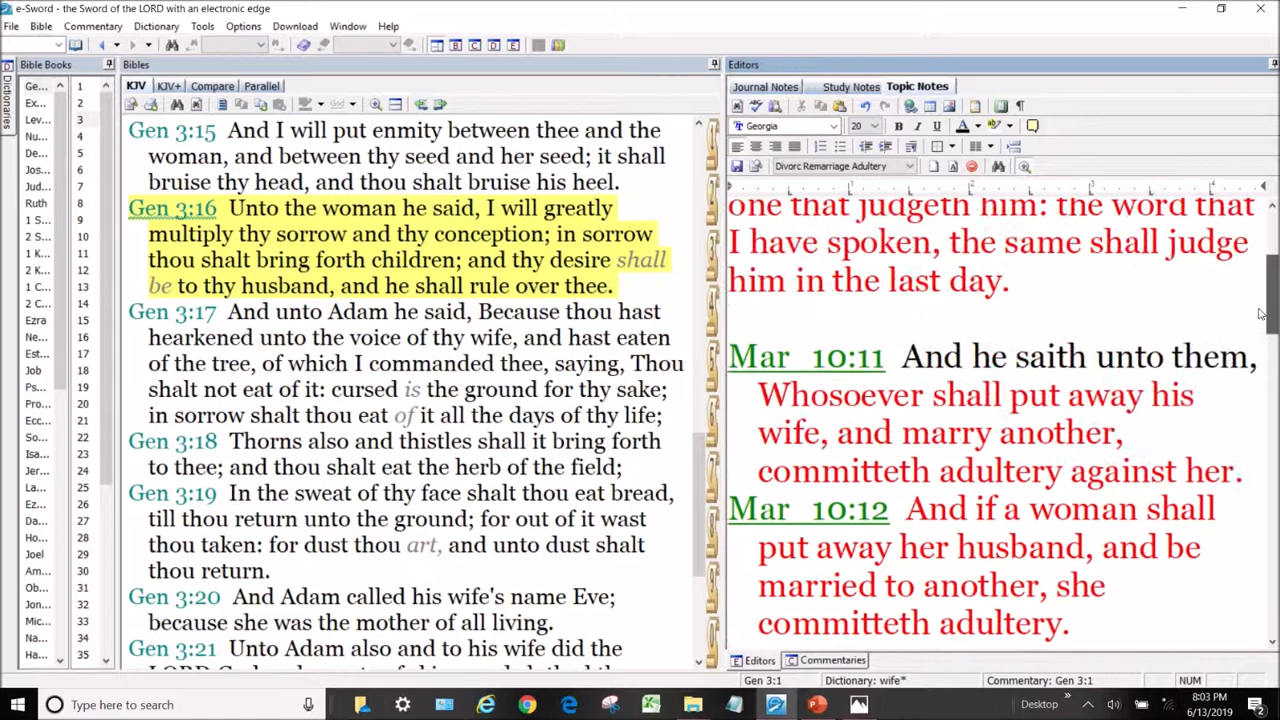 e-Sword - the Sword of the LORD with an electronic edge
File Bible Commentary Dictionary Tools Options Download Window Help
B C D E
Dictionaries
Bible Books
Ge... 1
Ex... 2
Lev... 3
Nu... 4
De... 5
Jos... 6
Jud... 7
Ruth 8
1 S... 9
2 S... 10
1 K... 11
2 K... 12
1 C... 13
2 C... 14
Ezra 15
Ne... 16
Est... 17
Job 18
Ps... 19
Pro... 20
Ecc... 21
So... 22
Isa... 23
Jer... 24
La... 25
Ez... 26
Da... 27
Ho... 28
Joel 29
Am... 30
Ob... 31
Jon... 32
Mic... 33
Na... 34
Ha... 35
Bibles
KJV KJV+ Compare Parallel
Gen 3:15 And I will put enmity between thee and the
woman, and between thy seed and her seed; it shall
bruise thy head, and thou shalt bruise his heel.
Gen 3:16 Unto the woman he said, I will greatly
multiply thy sorrow and thy conception; in sorrow
thou shalt bring forth children; and thy desire shall
be to thy husband, and he shall rule over thee.
Gen 3:17 And unto Adam he said, Because thou hast
hearkened unto the voice of thy wife, and hast eaten
of the tree, of which I commanded thee, saying, Thou
shalt not eat of it: cursed is the ground for thy sake;
in sorrow shalt thou eat of it all the days of thy life;
Gen 3:18 Thorns also and thistles shall it bring forth
to thee; and thou shalt eat the herb of the field;
Gen 3:19 In the sweat of thy face shalt thou eat bread,
till thou return unto the ground; for out of it wast
thou taken: for dust thou art, and unto dust shalt
thou return.
Gen 3:20 And Adam called his wife's name Eve;
because she was the mother of all living.
Gen 3:21 Unto Adam also and to his wife did the
Editors
Journal Notes Study Notes Topic Notes
Georgia 20 B I U A
Divorc Remarriage Adultery
1 2 3 4
one that judgeth him: the word that
I have spoken, the same shall judge
him in the last day.
Mar 10:11 And he saith unto them,
Whosoever shall put away his
wife, and marry another,
committeth adultery against her.
Mar 10:12 And if a woman shall
put away her husband, and be
married to another, she
committeth adultery.
Editors Commentaries
Gen 3:1 Dictionary: wife* Commentary: Gen 3:1 NUM
Type here to search
Desktop
8:03 PM
6/13/2019